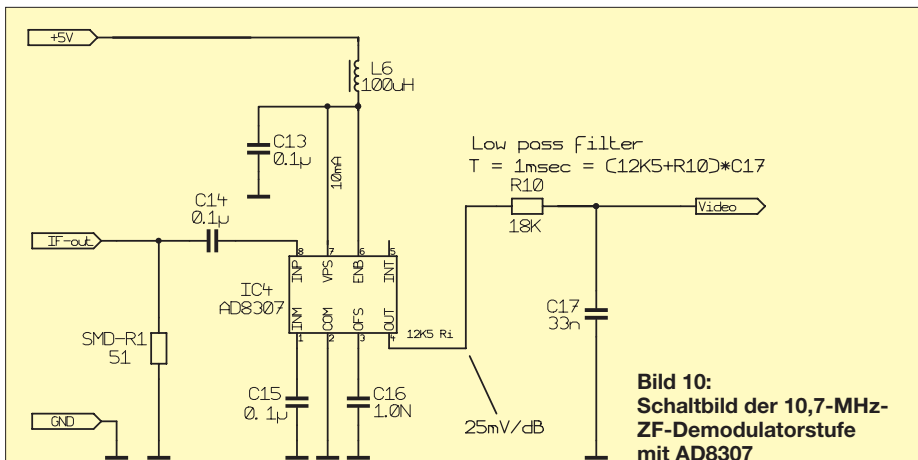 +5V
L6
100uH
C13
0.1µ
10mA
Low pass filter
T = 1msec = (12K5+R10)*C17
R10
18K
Video
C14
0.1µ
IF-out
8 7 6 5
INP VPS ENB INT
IC4
AD8307
INM COM OFS OUT
1 2 3 4
12K5 Ri
C17
33n
SMD-R1
51
C15
0.1µ
C16
1.0N
25mV/dB
GND
Bild 10:
Schaltbild der 10,7-MHz-
ZF-Demodulatorstufe
mit AD8307